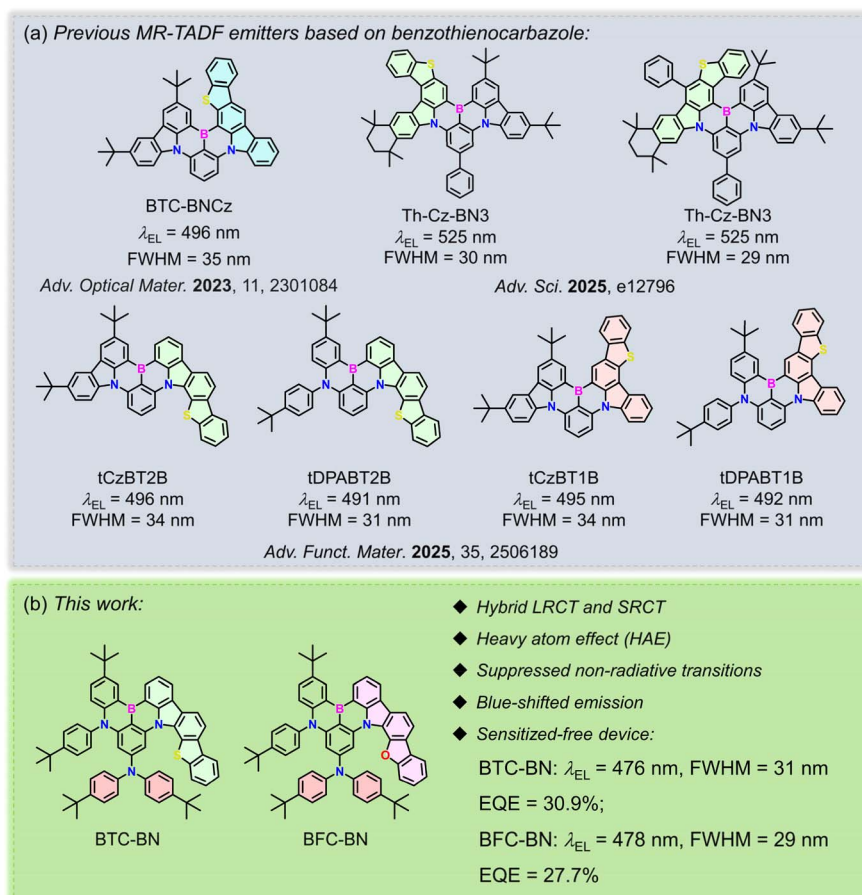 (a) Previous MR-TADF emitters based on benzothienocarbazole:
S
B
N
N
BTC-BNCz
λEL = 496 nm
FWHM = 35 nm
S
B
N
N
Th-Cz-BN3
λEL = 525 nm
FWHM = 30 nm
S
B
N
N
Th-Cz-BN3
λEL = 525 nm
FWHM = 29 nm
Adv. Optical Mater. 2023, 11, 2301084
Adv. Sci. 2025, e12796
B
N
N
S
tCzBT2B
λEL = 496 nm
FWHM = 34 nm
B
N
N
S
tDPABT2B
λEL = 491 nm
FWHM = 31 nm
S
B
N
N
tCzBT1B
λEL = 495 nm
FWHM = 34 nm
S
B
N
N
tDPABT1B
λEL = 492 nm
FWHM = 31 nm
Adv. Funct. Mater. 2025, 35, 2506189
(b) This work:
B
N
N
S
N
BTC-BN
B
N
N
O
N
BFC-BN
◆ Hybrid LRCT and SRCT
◆ Heavy atom effect (HAE)
◆ Suppressed non-radiative transitions
◆ Blue-shifted emission
◆ Sensitized-free device:
BTC-BN: λEL = 476 nm, FWHM = 31 nm
EQE = 30.9%;
BFC-BN: λEL = 478 nm, FWHM = 29 nm
EQE = 27.7%